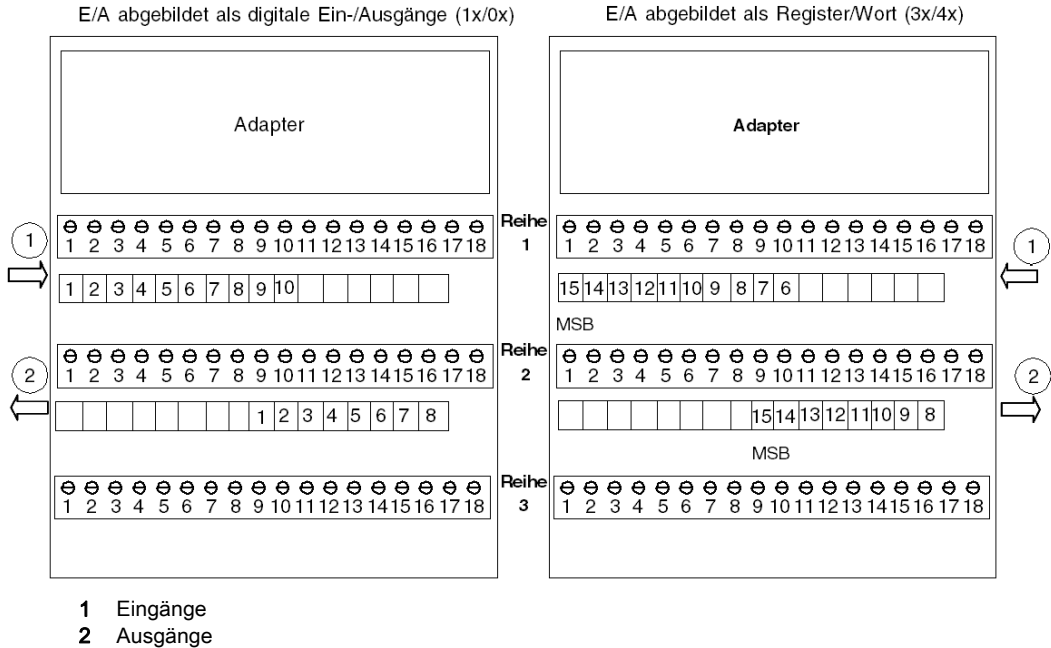 E/A abgebildet als digitale Ein-/Ausgänge (1x/0x)
E/A abgebildet als Register/Wort (3x/4x)
Adapter
Adapter
1
1 2 3 4 5 6 7 8 9 10 11 12 13 14 15 16 17 18
Reihe
1
1 2 3 4 5 6 7 8 9 10 11 12 13 14 15 16 17 18
1
1 2 3 4 5 6 7 8 9 10
15 14 13 12 11 10 9 8 7 6
MSB
2
1 2 3 4 5 6 7 8 9 10 11 12 13 14 15 16 17 18
Reihe
2
1 2 3 4 5 6 7 8 9 10 11 12 13 14 15 16 17 18
2
1 2 3 4 5 6 7 8
15 14 13 12 11 10 9 8
MSB
1 2 3 4 5 6 7 8 9 10 11 12 13 14 15 16 17 18
Reihe
3
1 2 3 4 5 6 7 8 9 10 11 12 13 14 15 16 17 18
1 Eingänge
2 Ausgänge